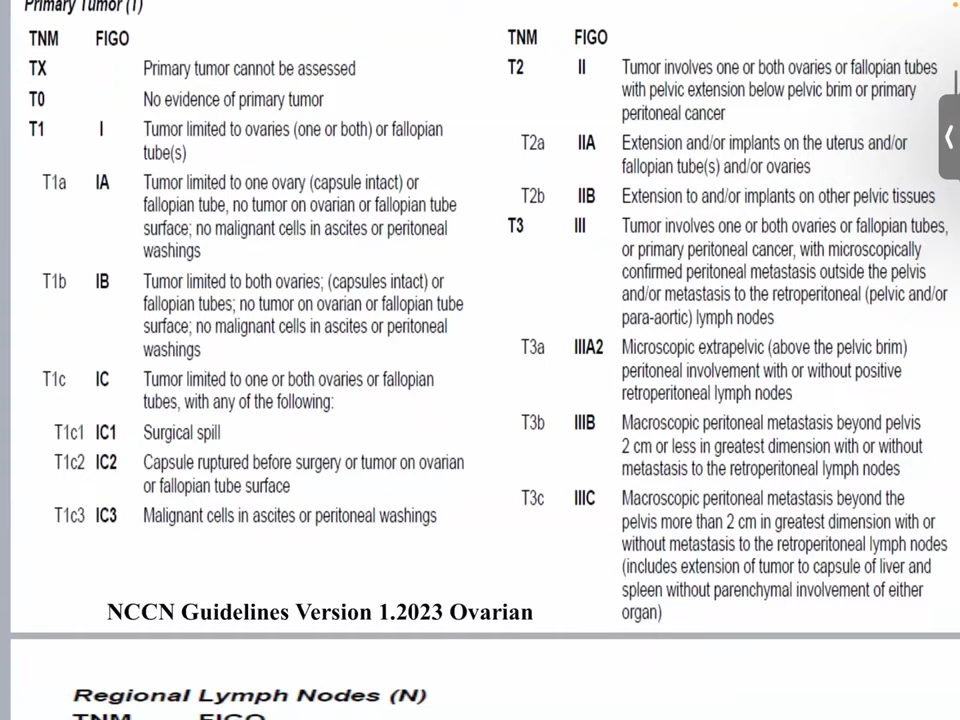 Primary Tumor (T)
TNM FIGO
TX Primary tumor cannot be assessed
T0 No evidence of primary tumor
T1 I Tumor limited to ovaries (one or both) or fallopian
tube(s)
T1a IA Tumor limited to one ovary (capsule intact) or
fallopian tube, no tumor on ovarian or fallopian tube
surface; no malignant cells in ascites or peritoneal
washings
T1b IB Tumor limited to both ovaries; (capsules intact) or
fallopian tubes; no tumor on ovarian or fallopian tube
surface; no malignant cells in ascites or peritoneal
washings
T1c IC Tumor limited to one or both ovaries or fallopian
tubes, with any of the following:
T1c1 IC1 Surgical spill
T1c2 IC2 Capsule ruptured before surgery or tumor on ovarian
or fallopian tube surface
T1c3 IC3 Malignant cells in ascites or peritoneal washings
TNM FIGO
T2 II Tumor involves one or both ovaries or fallopian tubes
with pelvic extension below pelvic brim or primary
peritoneal cancer
T2a IIA Extension and/or implants on the uterus and/or
fallopian tube(s) and/or ovaries
T2b IIB Extension to and/or implants on other pelvic tissues
T3 III Tumor involves one or both ovaries or fallopian tubes,
or primary peritoneal cancer, with microscopically
confirmed peritoneal metastasis outside the pelvis
and/or metastasis to the retroperitoneal (pelvic and/or
para-aortic) lymph nodes
T3a IIIA2 Microscopic extrapelvic (above the pelvic brim)
peritoneal involvement with or without positive
retroperitoneal lymph nodes
T3b IIIB Macroscopic peritoneal metastasis beyond pelvis
2 cm or less in greatest dimension with or without
metastasis to the retroperitoneal lymph nodes
T3c IIIC Macroscopic peritoneal metastasis beyond the
pelvis more than 2 cm in greatest dimension with or
without metastasis to the retroperitoneal lymph nodes
(includes extension of tumor to capsule of liver and
spleen without parenchymal involvement of either
organ)
NCCN Guidelines Version 1.2023 Ovarian
Regional Lymph Nodes (N)
TNM FIGO